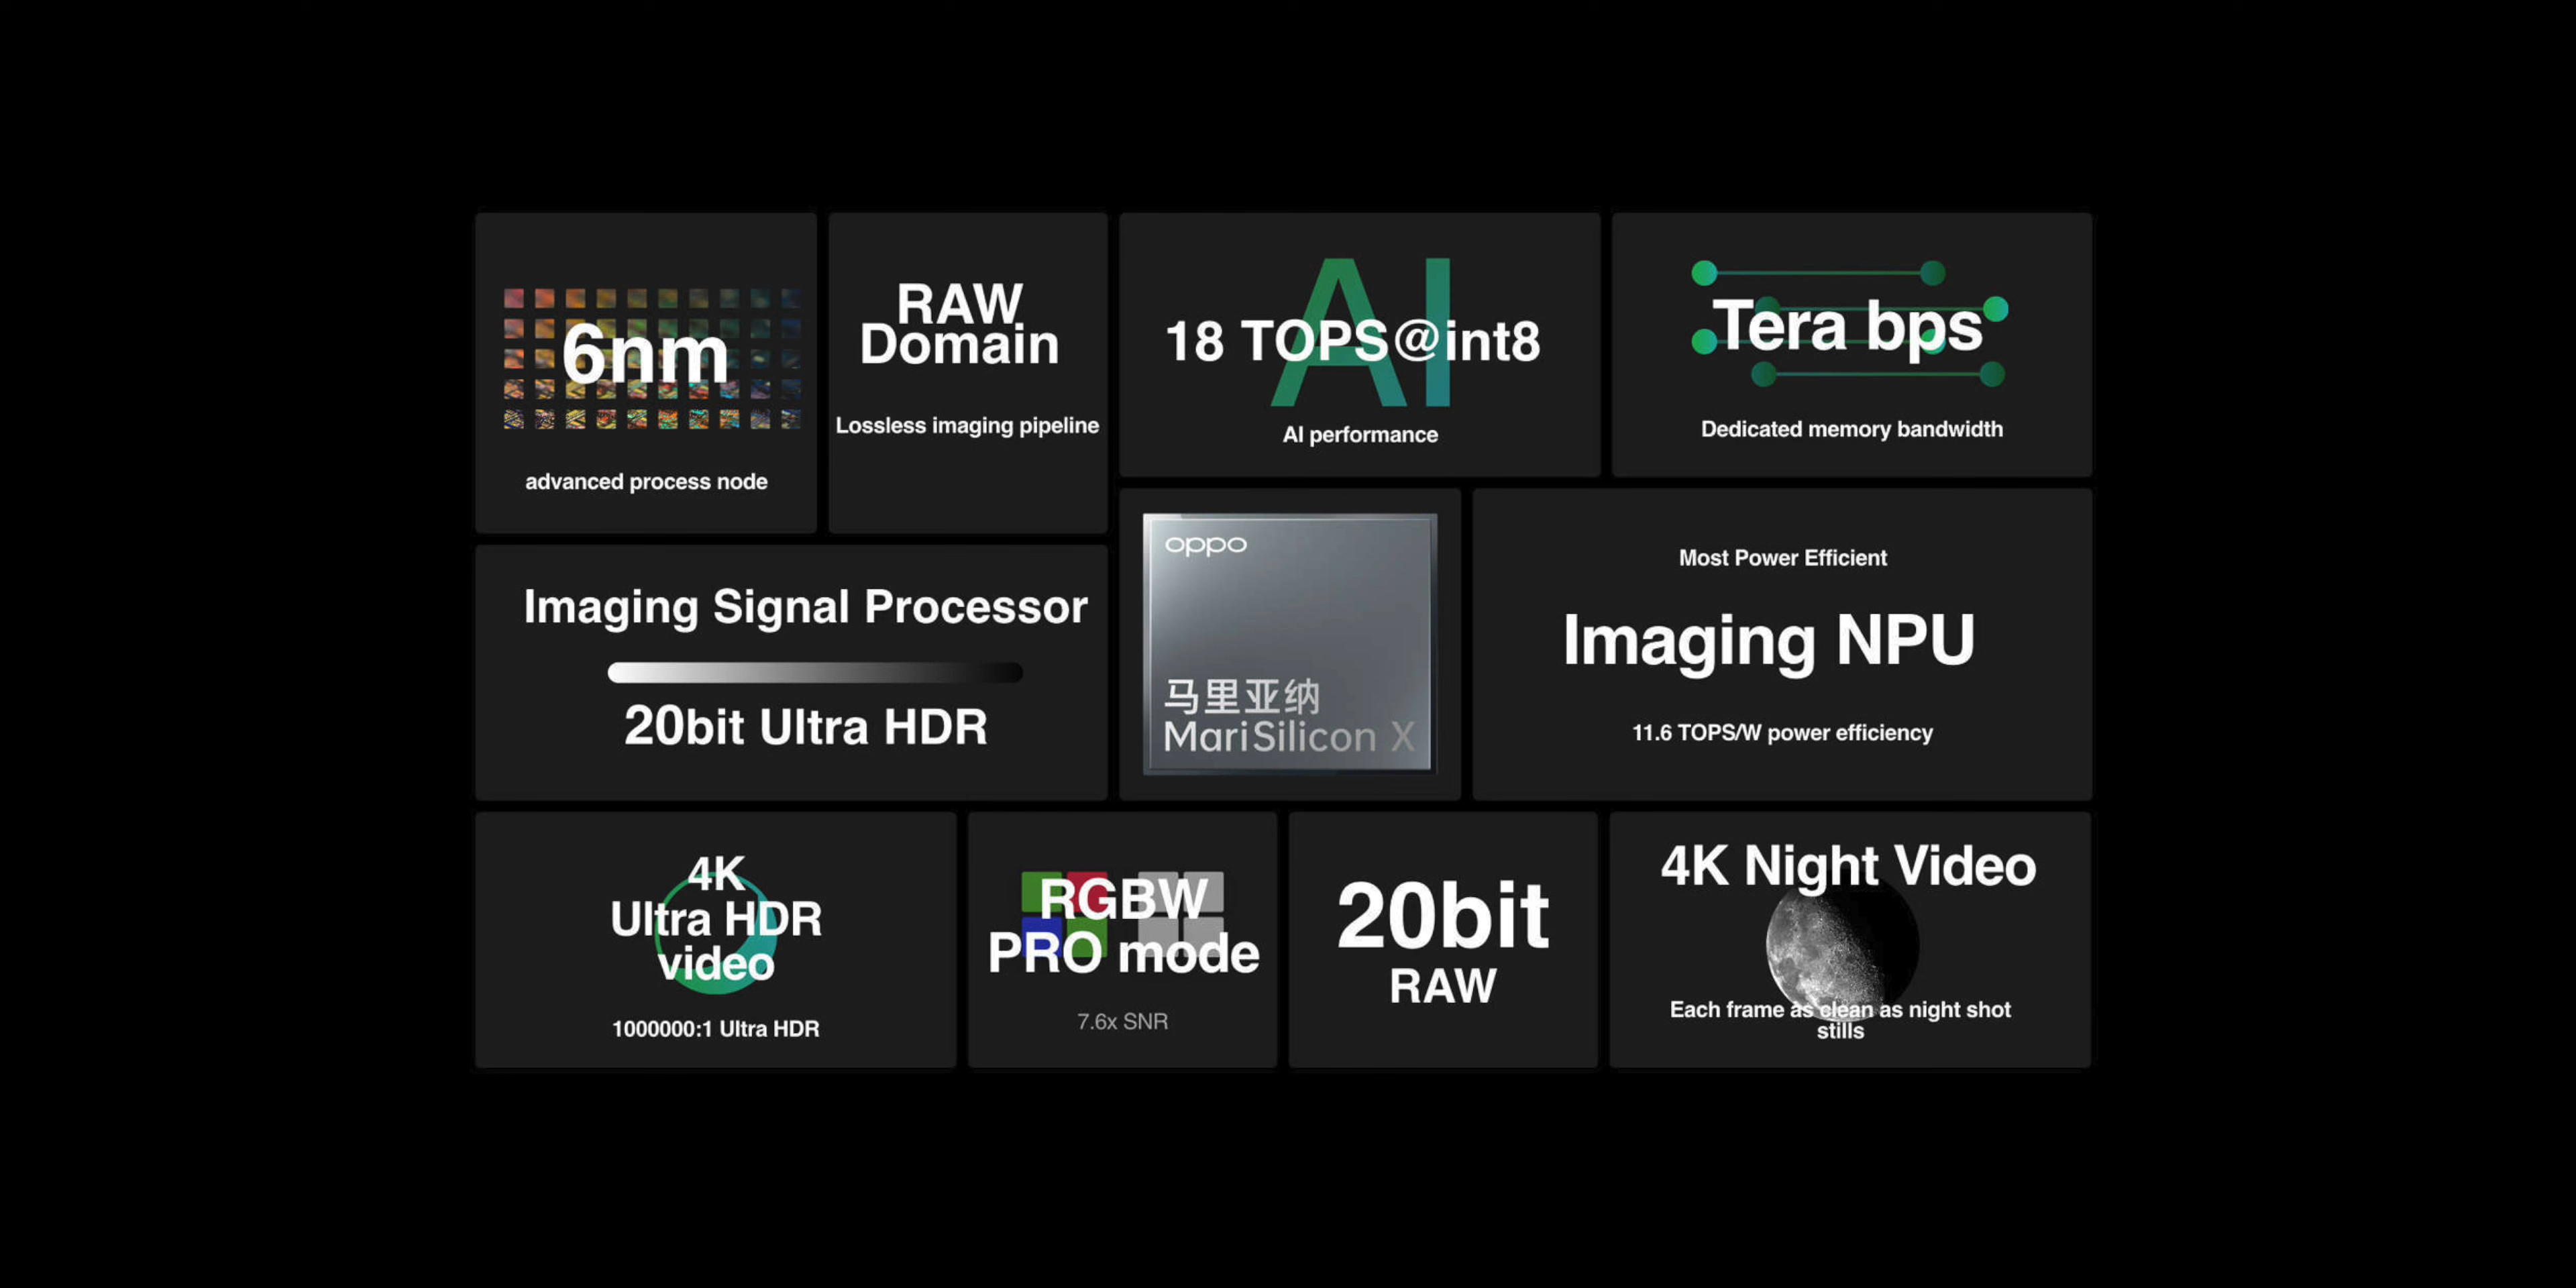 6nm
advanced process node
RAW
Domain
Lossless imaging pipeline
AI
18 TOPS@int8
AI performance
Tera bps
Dedicated memory bandwidth
Imaging Signal Processor
20bit Ultra HDR
oppo
马里亚纳
MariSilicon X
Most Power Efficient
Imaging NPU
11.6 TOPS/W power efficiency
4K
Ultra HDR
video
1000000:1 Ultra HDR
RGBW
PRO mode
7.6x SNR
20bit
RAW
4K Night Video
Each frame as clean as night shot
stills